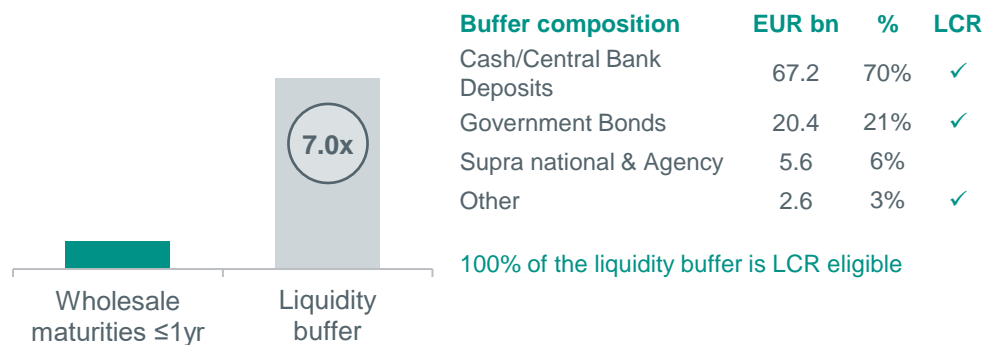 Buffer composition EUR bn % LCR
Cash/Central Bank
Deposits 67.2 70% ✓
Government Bonds 20.4 21% ✓
Supra national & Agency 5.6 6%
Other 2.6 3% ✓
100% of the liquidity buffer is LCR eligible
7.0x
Wholesale
maturities ≤1yr
Liquidity
buffer